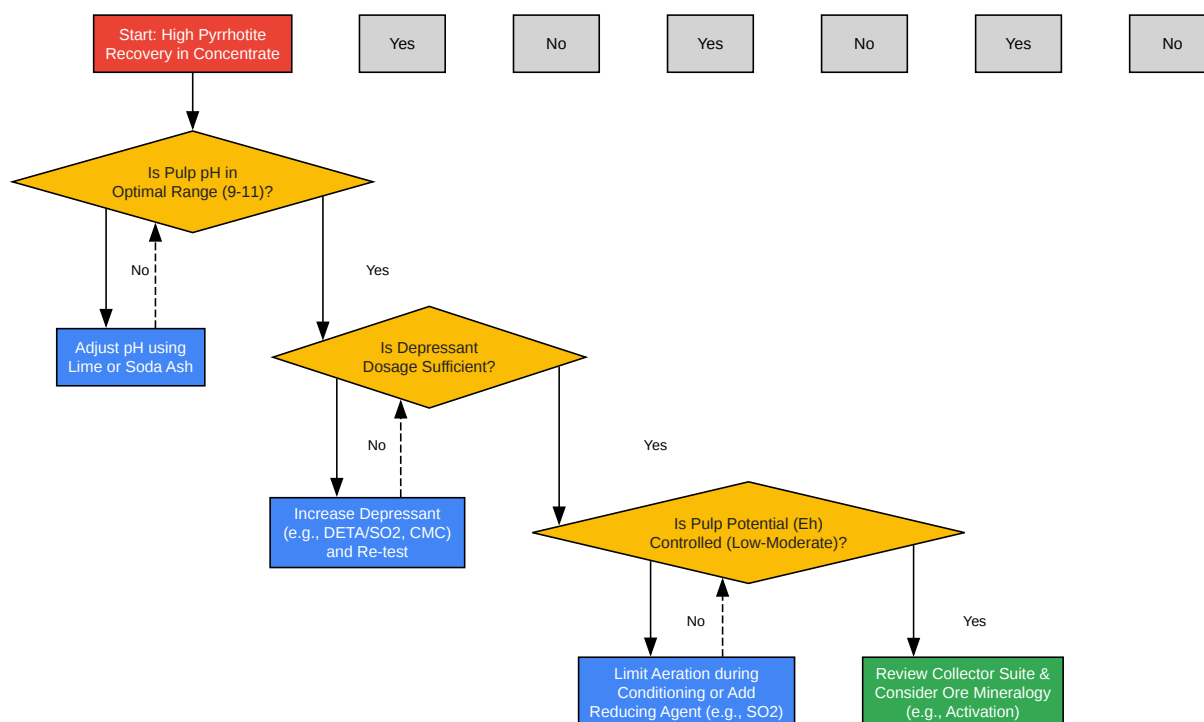 Start: High Pyrrhotite
Recovery in Concentrate
Yes
No
Yes
No
Yes
No
Is Pulp pH in
Optimal Range (9-11)?
No
Yes
Adjust pH using
Lime or Soda Ash
Is Depressant
Dosage Sufficient?
No
Yes
Increase Depressant
(e.g., DETA/SO2, CMC)
and Re-test
Is Pulp Potential (Eh)
Controlled (Low-Moderate)?
No
Yes
Limit Aeration during
Conditioning or Add
Reducing Agent (e.g., SO2)
Review Collector Suite &
Consider Ore Mineralogy
(e.g., Activation)